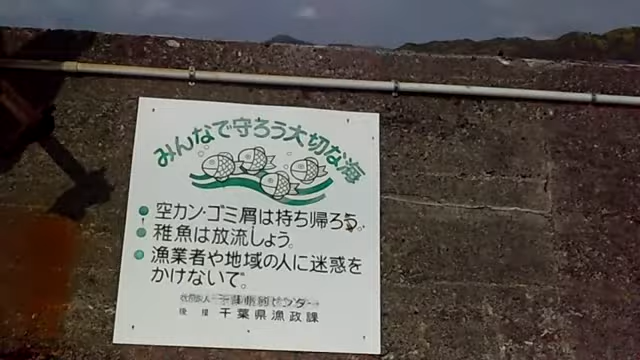 みんなで守ろう大切な海
空カン・ゴミ屑は持ち帰ろう。
稚魚は放流しょう。
漁業者や地域の人に迷惑を
かけないで。
後援 千葉県漁政課